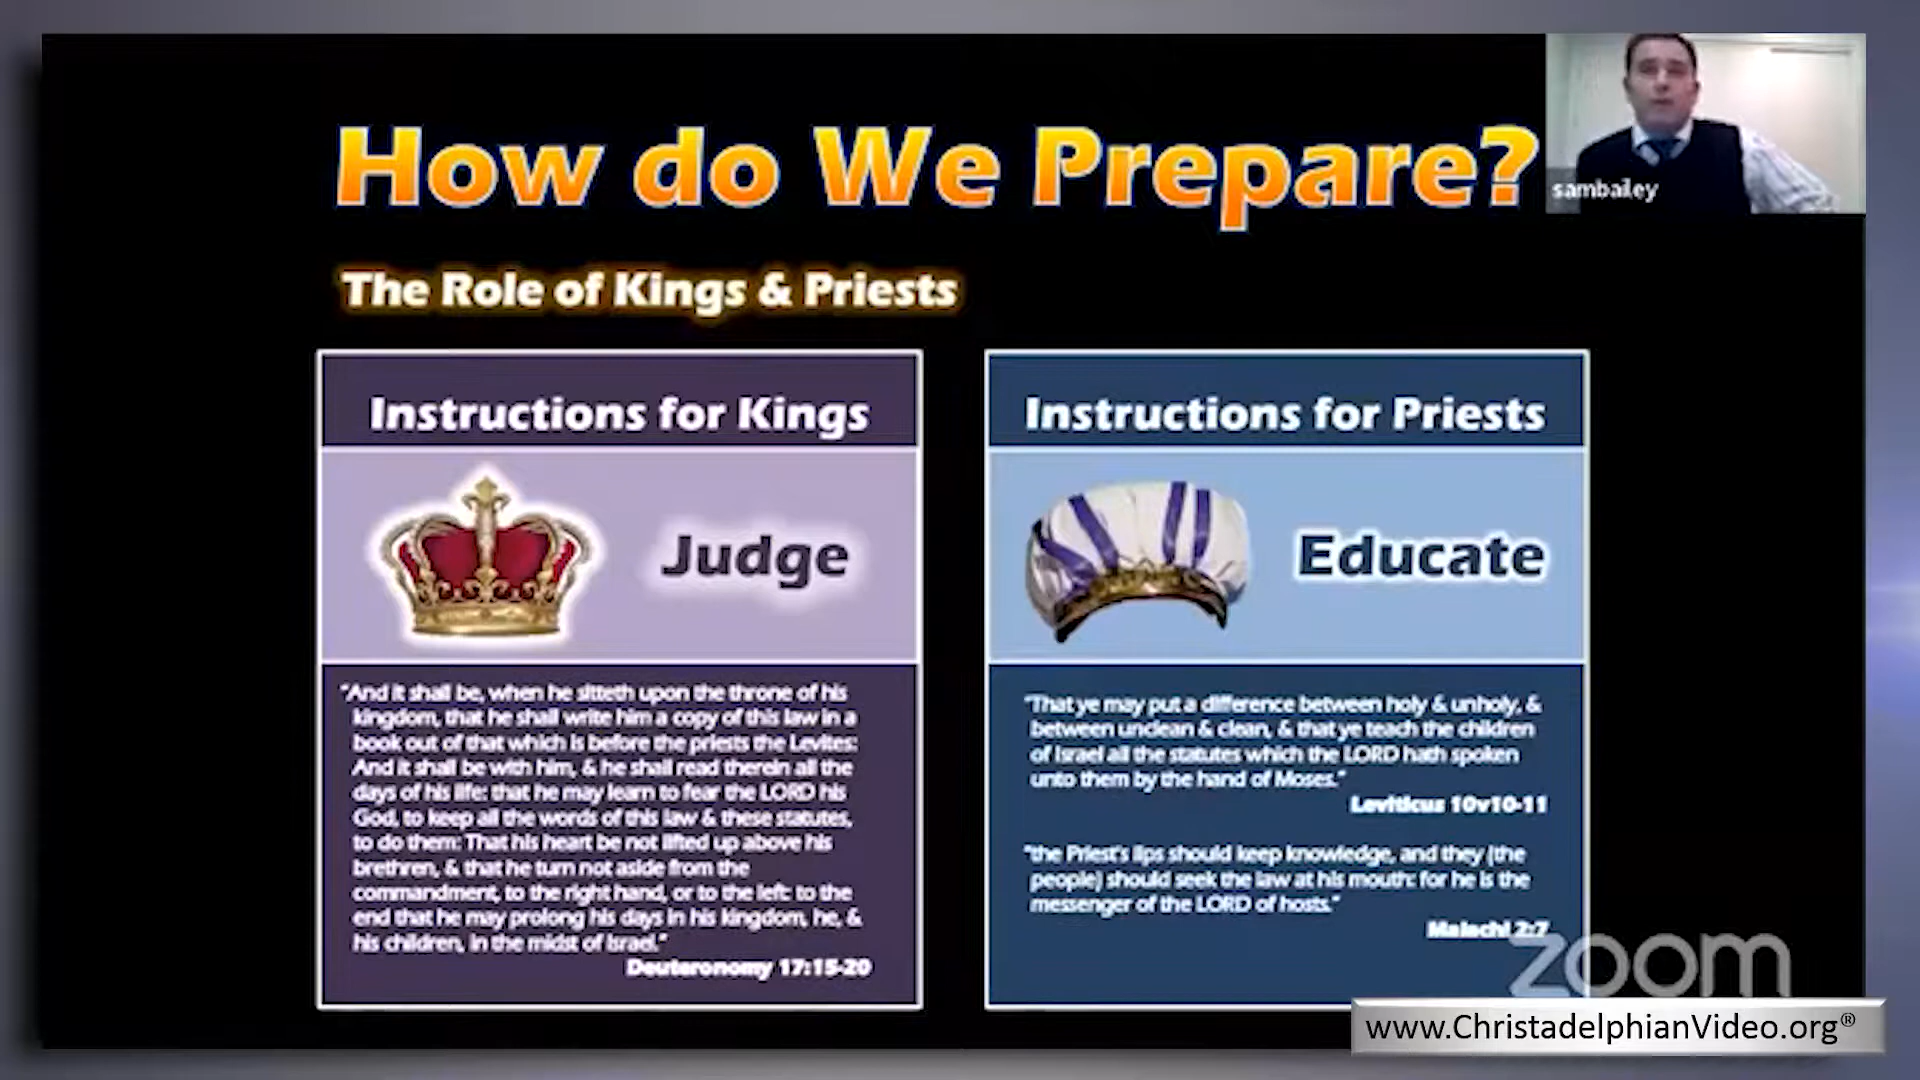 How do We Prepare?
sambailey
The Role of Kings & Priests
Instructions for Kings
Judge
"And it shall be, when he sitteth upon the throne of his
kingdom, that he shall write him a copy of this law in a
book out of that which is before the priests the Levites:
And it shall be with him, & he shall read therein all the
days of his life: that he may learn to fear the LORD his
God, to keep all the words of this law & these statutes,
to do them: That his heart be not lifted up above his
brethren, & that he turn not aside from the
commandment, to the right hand, or to the left: to the
end that he may prolong his days in his kingdom, he, &
his children, in the midst of Israel."
Deuteronomy 17:15-20
Instructions for Priests
Educate
"That ye may put a difference between holy & unholy, &
between unclean & clean, & that ye teach the children
of Israel all the statutes which the LORD hath spoken
unto them by the hand of Moses."
Leviticus 10v10-11
"the Priest's lips should keep knowledge, and they (the
people) should seek the law at his mouth: for he is the
messenger of the LORD of hosts."
Malachi 2:7
zoom
www.ChristadelphianVideo.org®